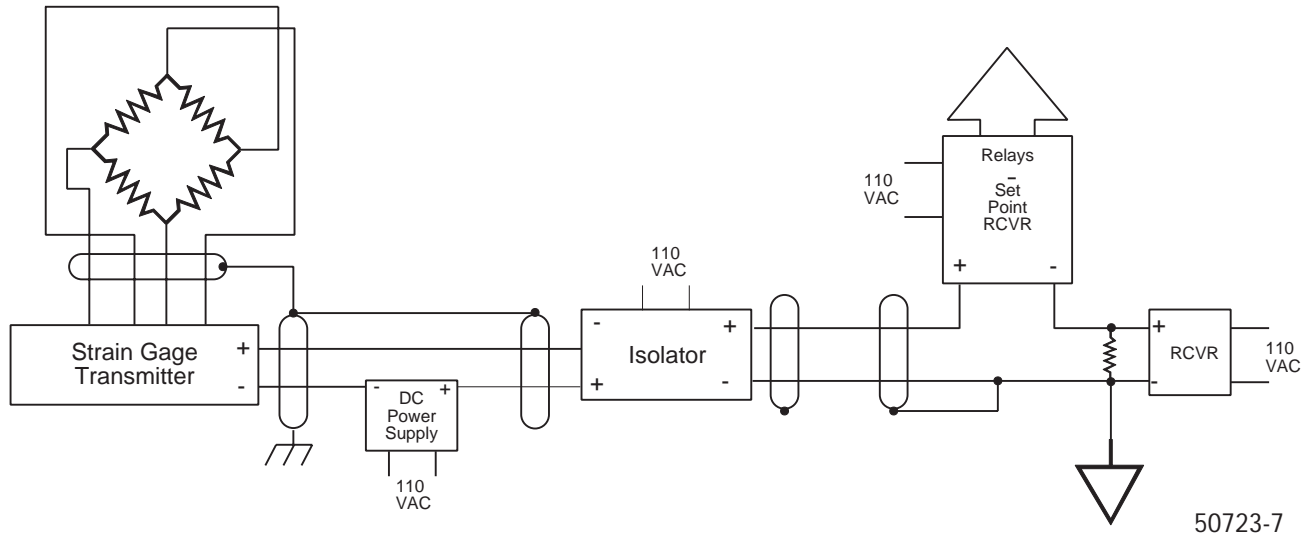 Relays
–
Set
Point
RCVR
110
VAC
+
-
110
VAC
Strain Gage
Transmitter
+
-
-
+
DC
Power
Supply
110
VAC
-
+
Isolator
+
-
+
RCVR
-
110
VAC
50723-7